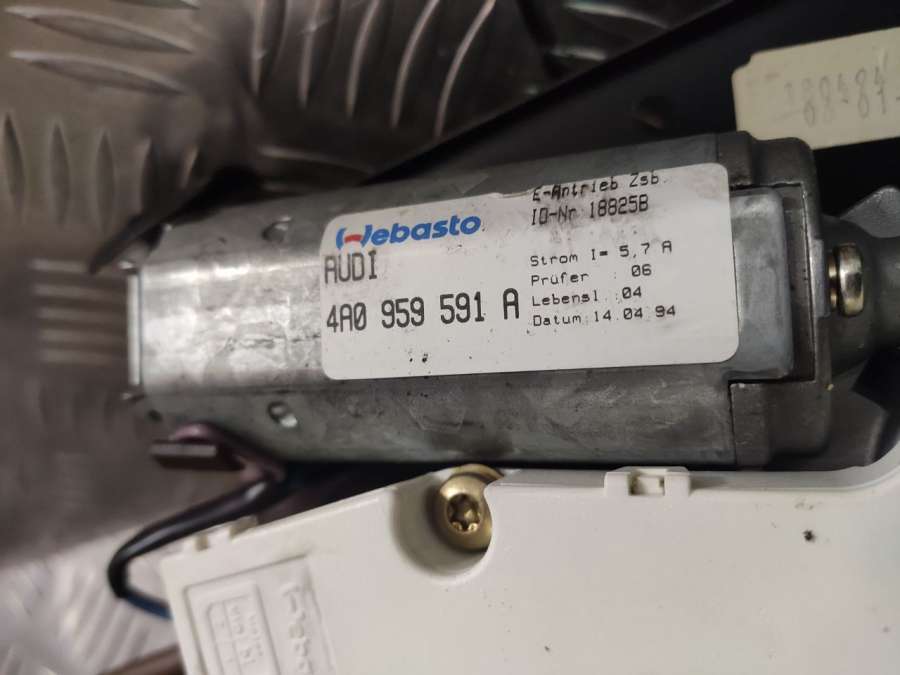 Webasto
AUDI
4A0 959 591 A
E-Antrieb Zsb.
ID-Nr 18825B
Strom I= 5,7 A
Prüfer : 06
Lebensl.:04
Datum:14.04.94